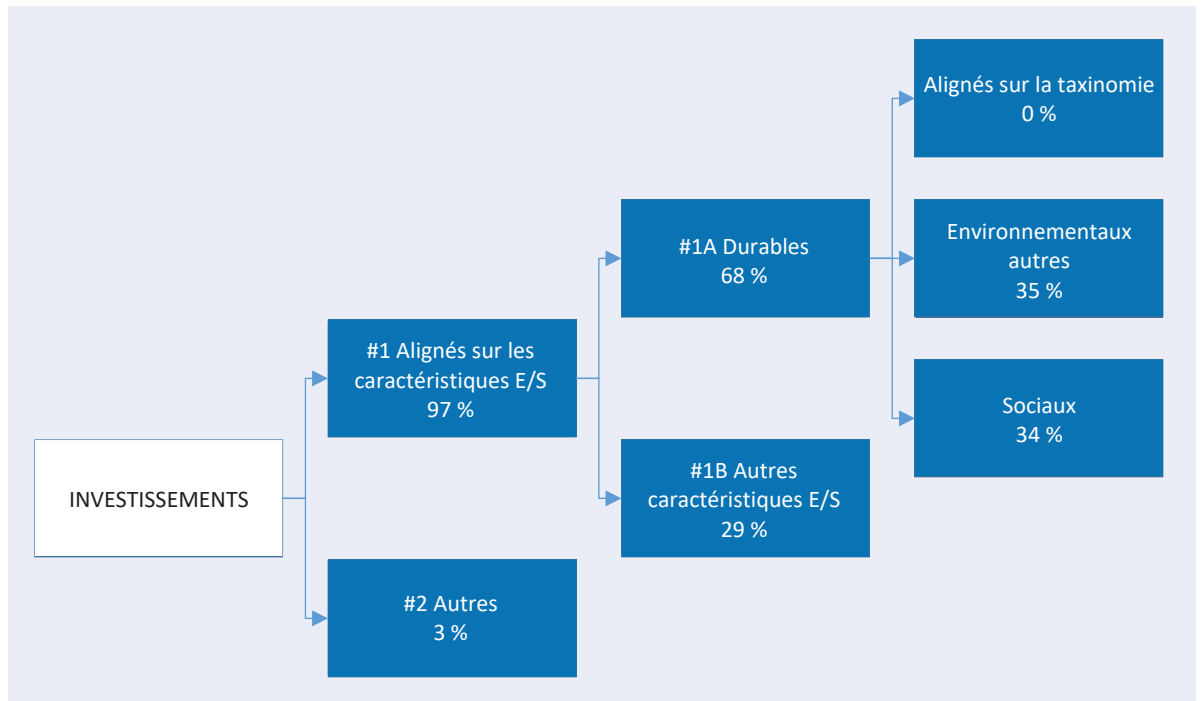 INVESTISSEMENTS
#1 Alignés sur les
caractéristiques E/S
97 %
#2 Autres
3 %
#1A Durables
68 %
#1B Autres
caractéristiques E/S
29 %
Alignés sur la taxinomie
0 %
Environnementaux
autres
35 %
Sociaux
34 %